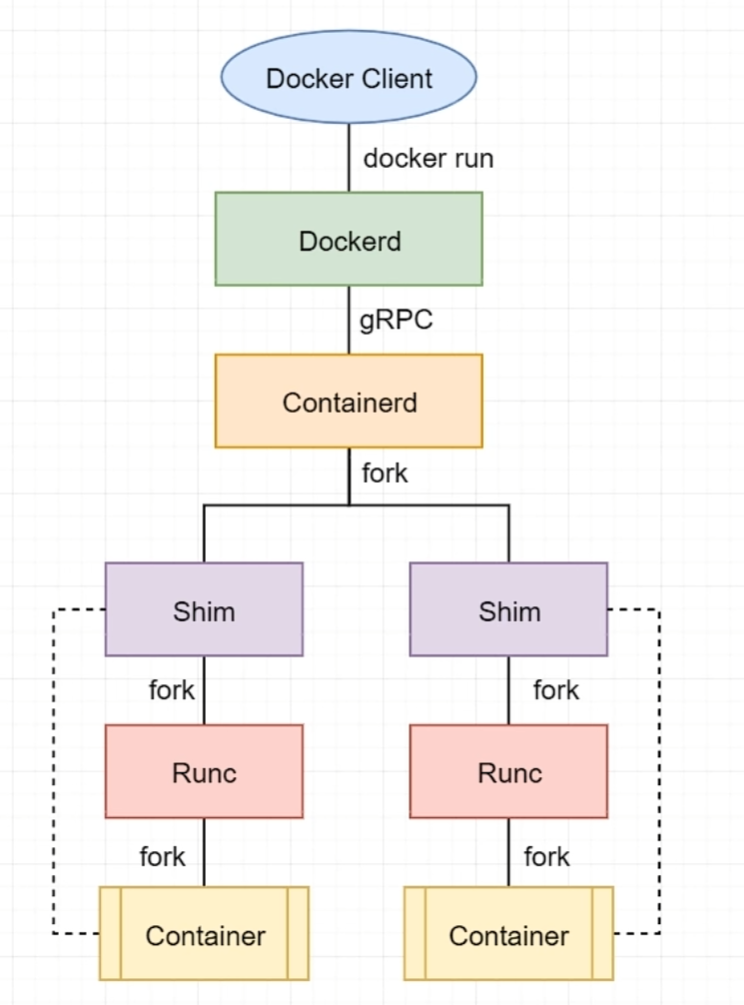 Docker Client
docker run
Dockerd
gRPC
Containerd
fork
Shim
Shim
fork
fork
Runc
Runc
fork
fork
Container
Container